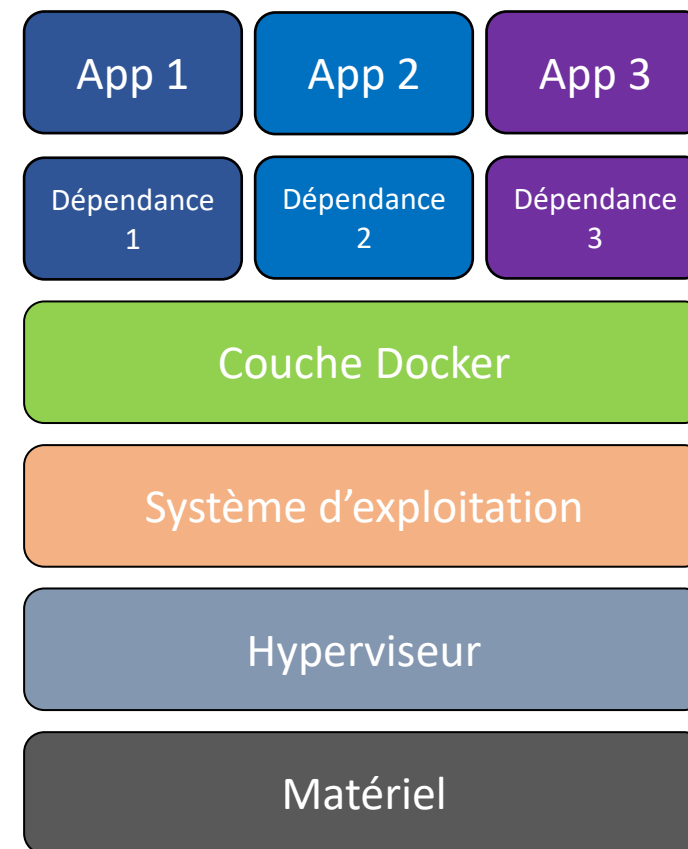 App 1
App 2
App 3
Dépendance
1
Dépendance
2
Dépendance
3
Couche Docker
Système d’exploitation
Hyperviseur
Matériel